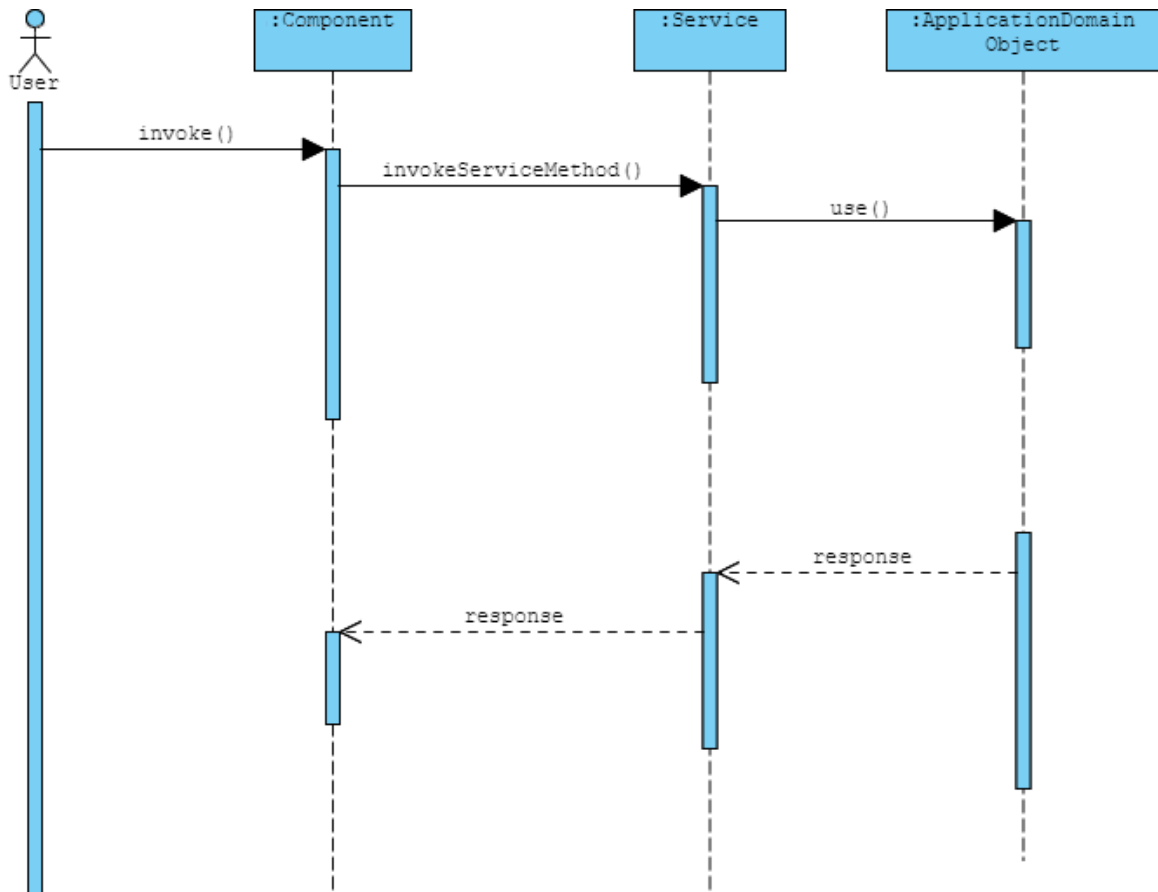 :Component
:Service
:ApplicationDomain
Object
User
invoke()
invokeServiceMethod()
use()
response
response